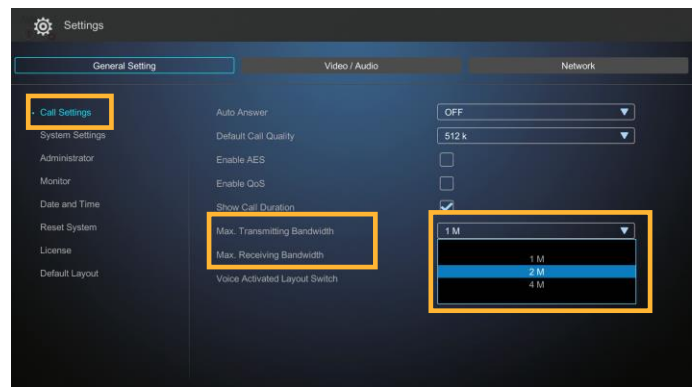 Settings
General Setting
Video / Audio
Network
Call Settings
System Settings
Administrator
Monitor
Date and Time
Reset System
License
Default Layout
Auto Answer
OFF
Default Call Quality
512 k
Enable AES
Enable QoS
Show Call Duration
Max. Transmitting Bandwidth
1 M
Max. Receiving Bandwidth
1 M
2 M
4 M
Voice Activated Layout Switch